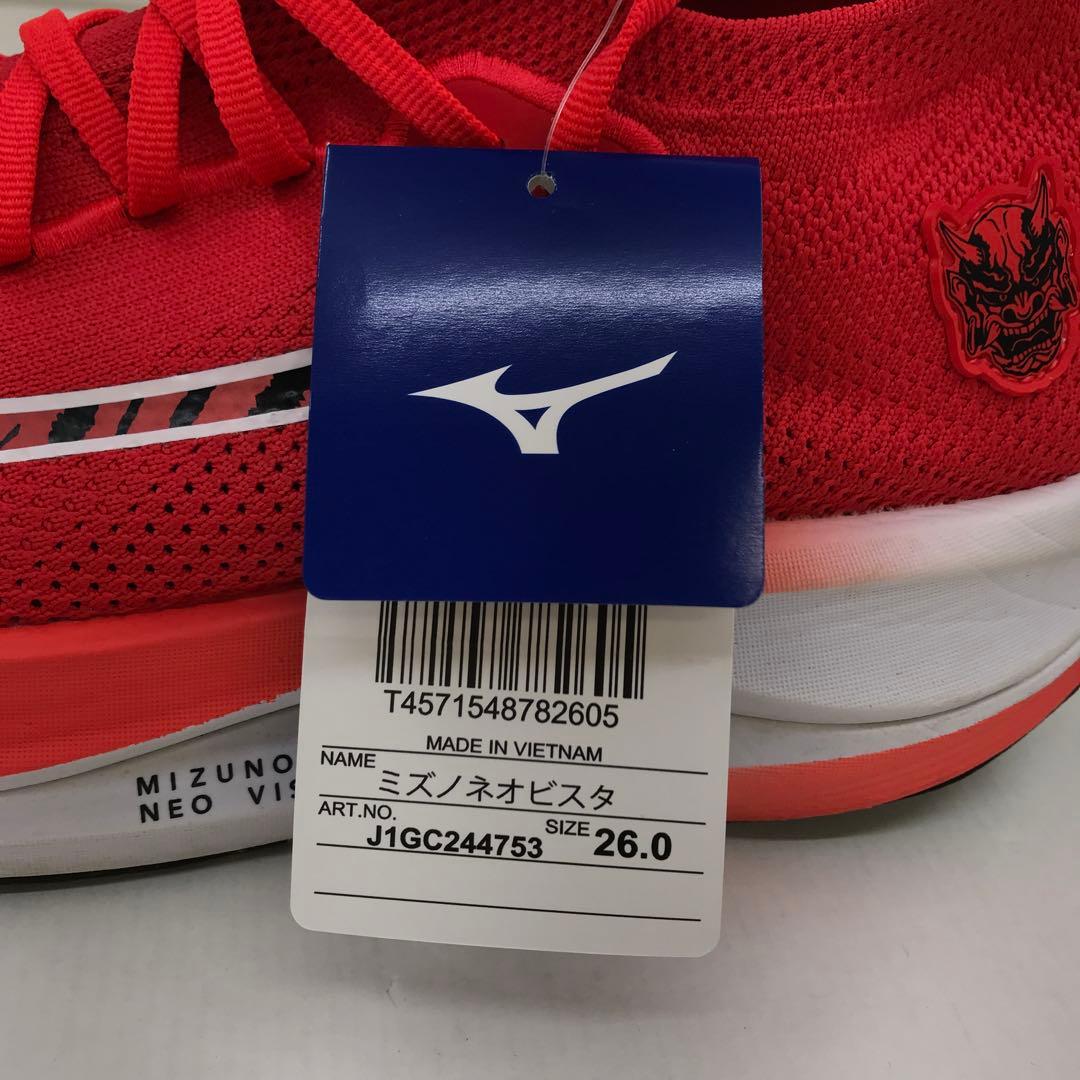 T4571548782605
MADE IN VIETNAM
NAME
ミズノネオビスタ
ART.NO.
J1GC244753
SIZE 26.0
MIZUNO
NEO VIS